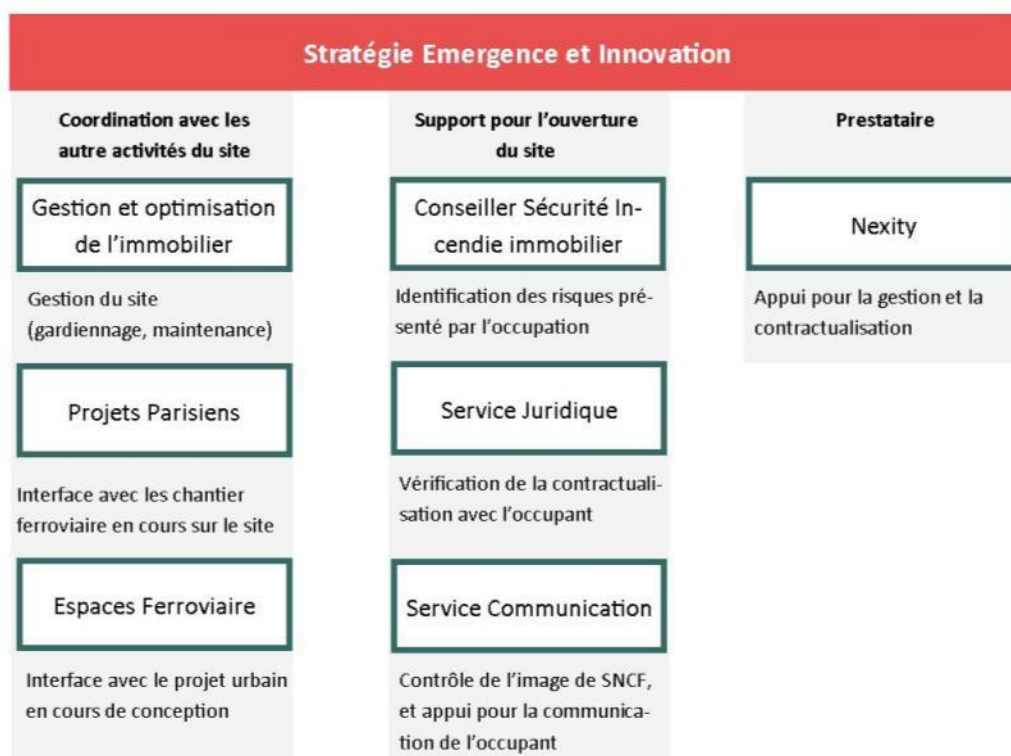 Stratégie Emergence et Innovation
Coordination avec les
autre activités du site
Gestion et optimisation
de l'immobilier
Gestion du site
(gardiennage, maintenance)
Projets Parisiens
Interface avec les chantier
ferroviaire en cours sur le site
Espaces Ferroviaire
Interface avec le projet urbain
en cours de conception
Support pour l'ouverture
du site
Conseiller Sécurité In-
cendie immobilier
Identification des risques pré-
senté par l'occupation
Service Juridique
Vérification de la contractuali-
sation avec l'occupant
Service Communication
Contrôle de l'image de SNCF,
et appui pour la communica-
tion de l'occupant
Prestataire
Nexity
Appui pour la gestion et la
contractualisation